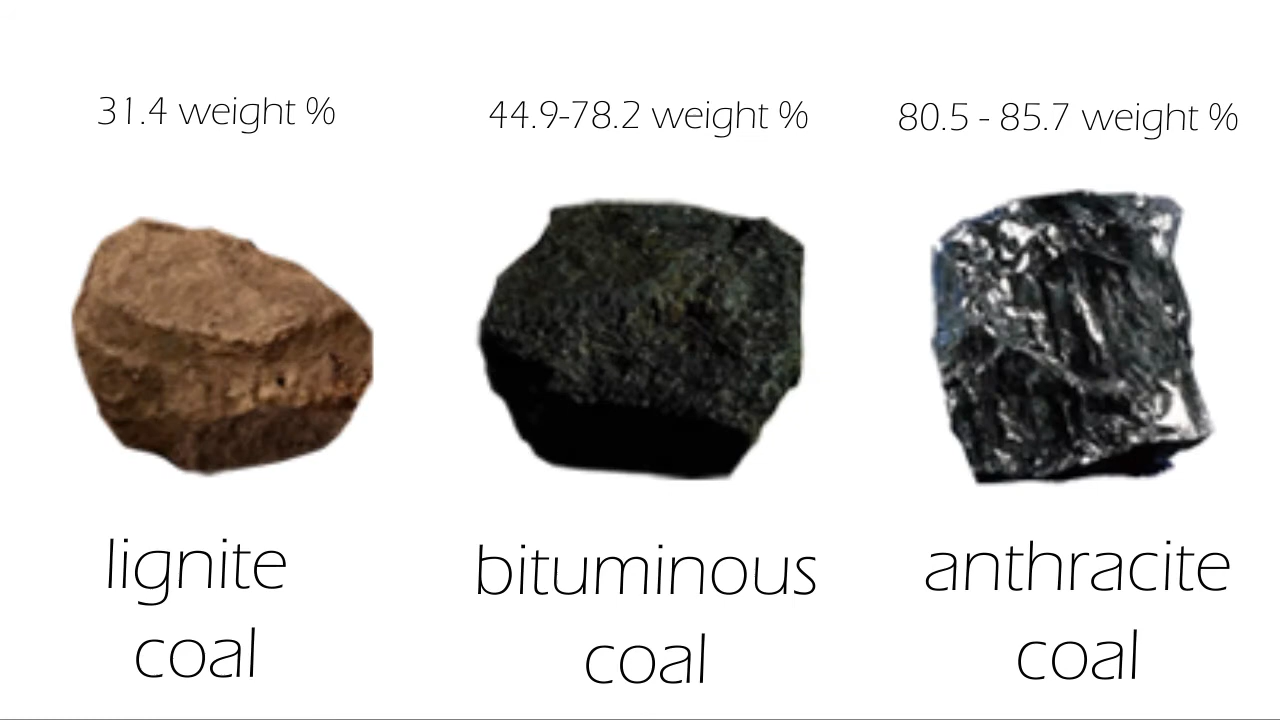 31.4 weight %
44.9-78.2 weight %
80.5 - 85.7 weight %
lignite
coal
bituminous
coal
anthracite
coal